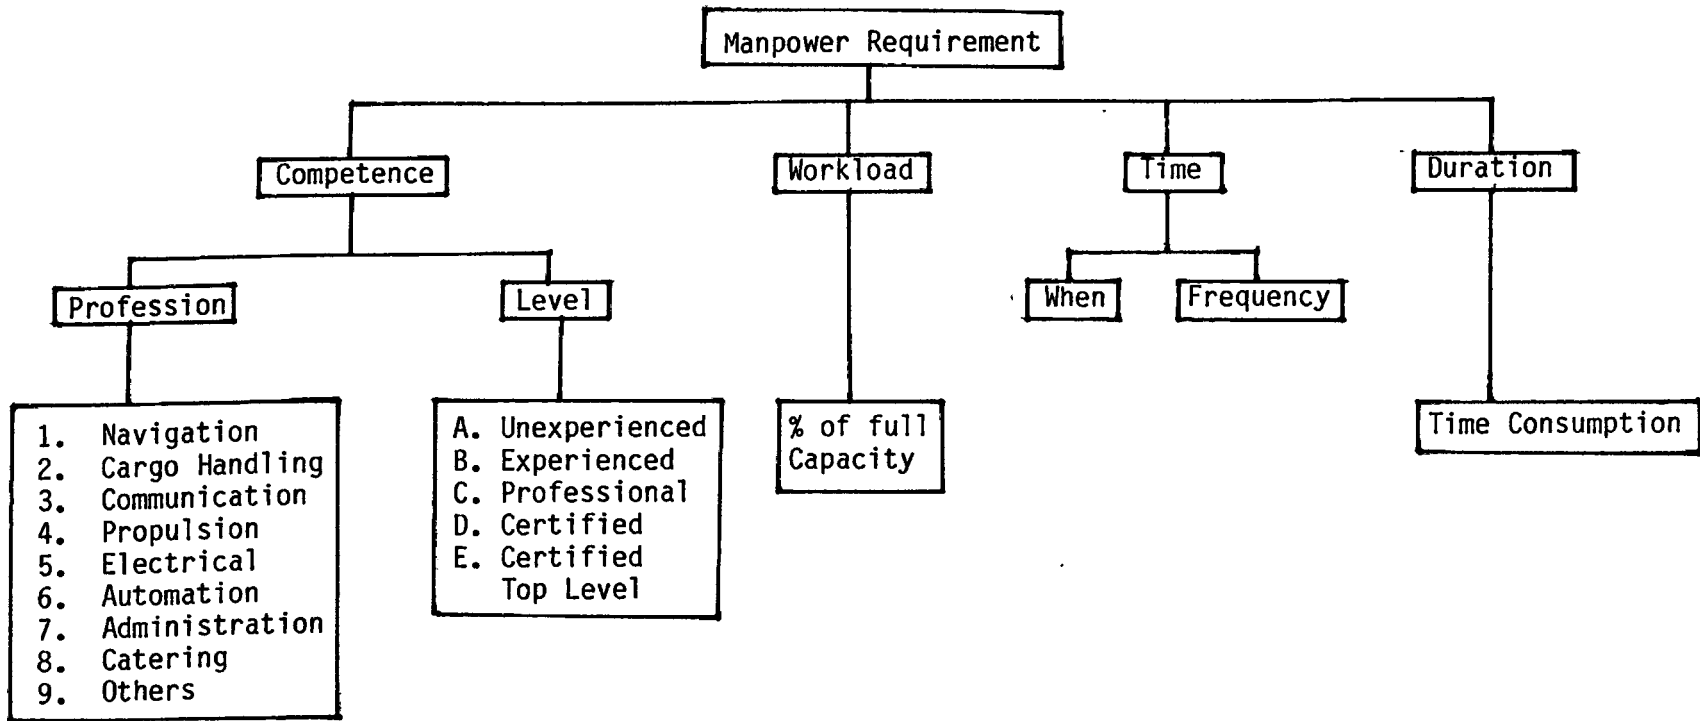 Manpower Requirement
Competence
Workload
Time
Duration
Profession
Level
When
Frequency
1. Navigation
2. Cargo Handling
3. Communication
4. Propulsion
5. Electrical
6. Automation
7. Administration
8. Catering
9. Others
A. Unexperienced
B. Experienced
C. Professional
D. Certified
E. Certified
Top Level
% of full
Capacity
Time Consumption